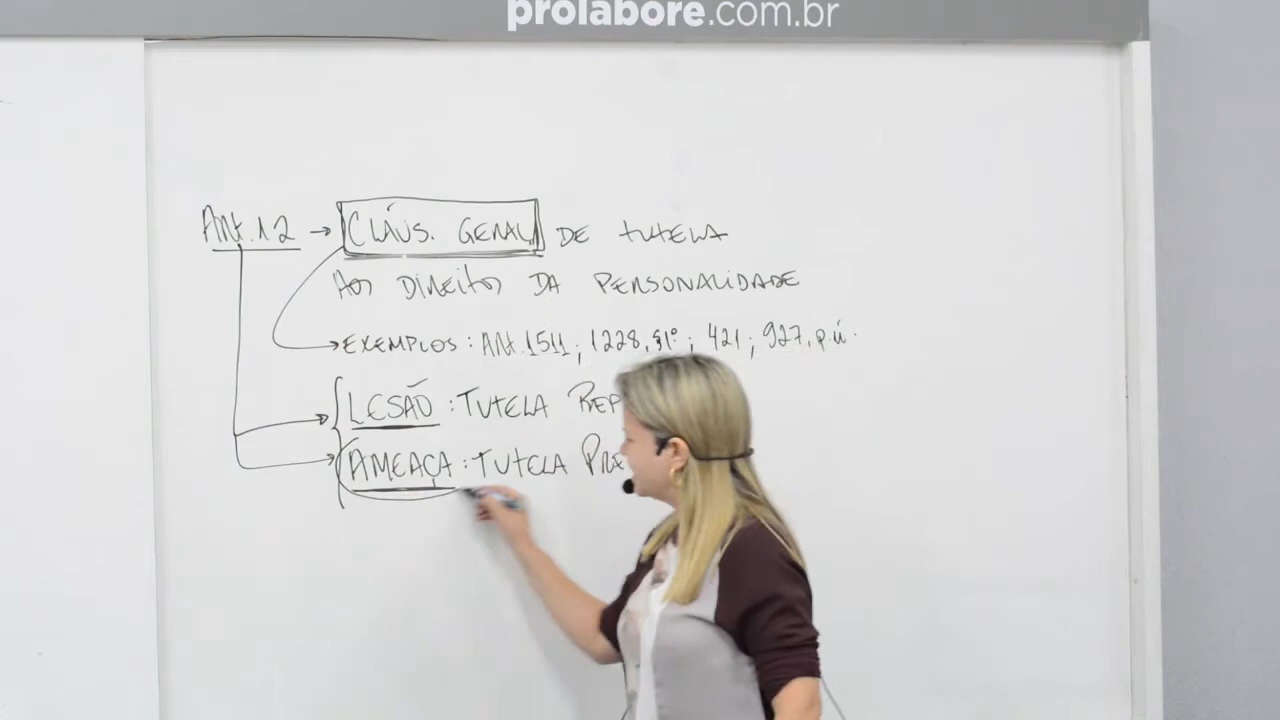 prolabore.com.br
Art.12 → CLÁUS. GERAL DE TUTELA
AOS DIREITOS DA PERSONALIDADE
EXEMPLOS: Art.1511; 1228, §1º; 421; 927, p.ú.
LESÃO: TUTELA REP
AMEAÇA: TUTELA PRE